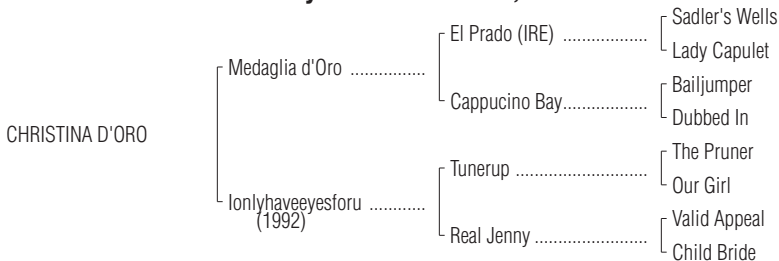 CHRISTINA D'ORO
Medaglia d'Oro ................
El Prado (IRE) ..................
Sadler's Wells
Lady Capulet
Cappucino Bay..................
Bailjumper
Dubbed In
Ionlyhaveeyesforu ............
(1992)
Tunerup ............................
The Pruner
Our Girl
Real Jenny ........................
Valid Appeal
Child Bride